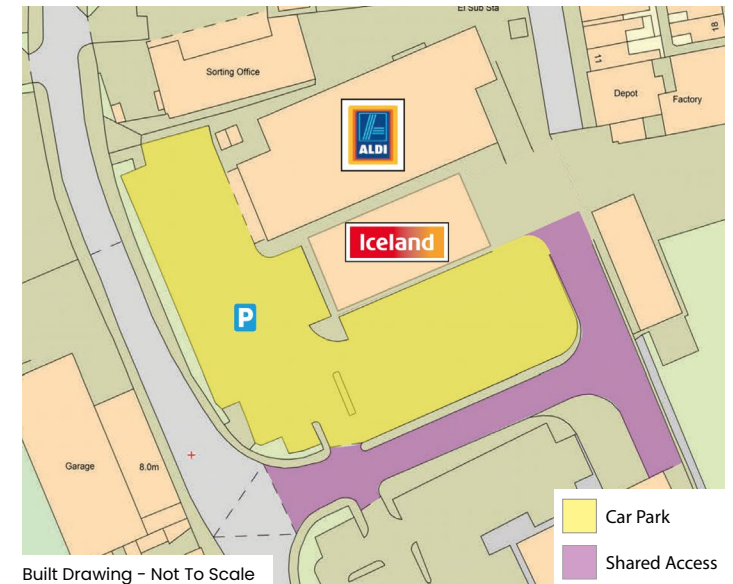 El Sub Sta
18
Sorting Office
11
Depot
Factory
ALDI
Iceland
P
Garage
8.0m
Car Park
Shared Access
Built Drawing - Not To Scale